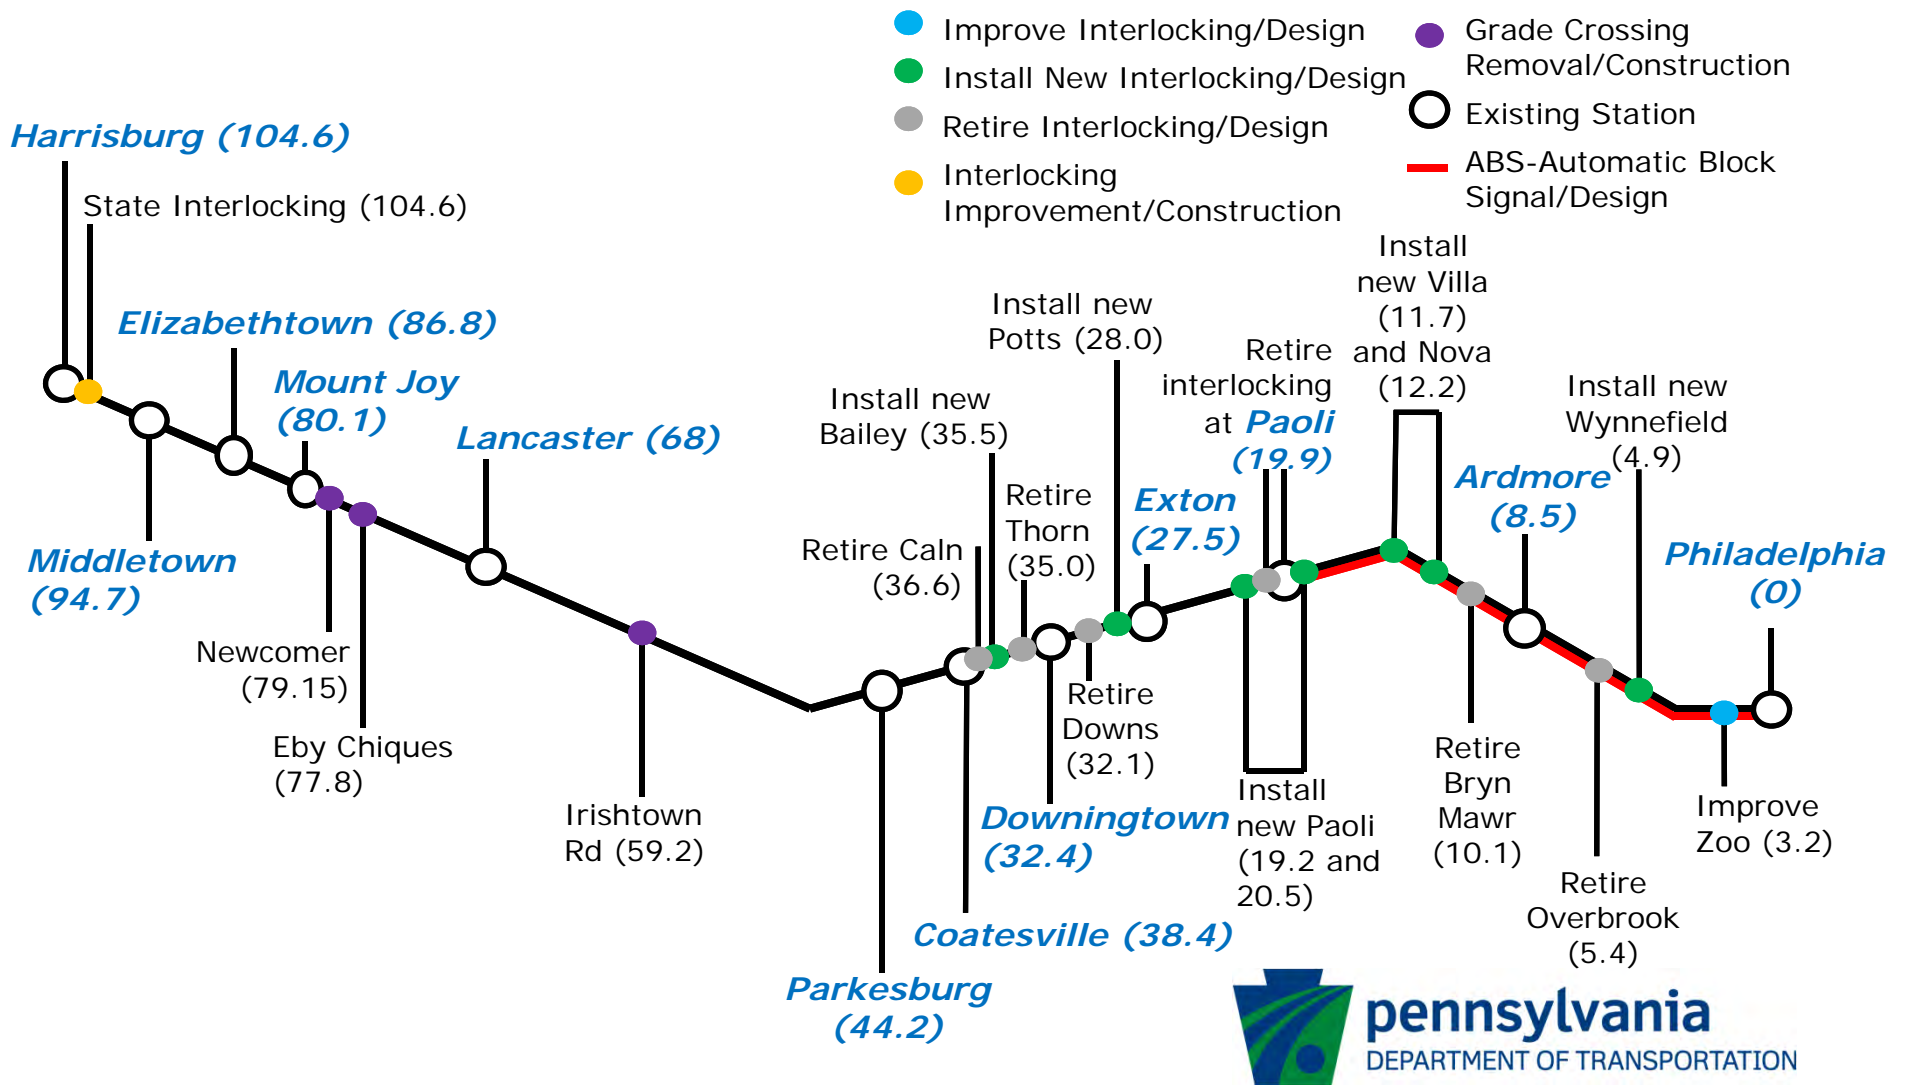 Improve Interlocking/Design
Install New Interlocking/Design
Retire Interlocking/Design
Interlocking
Improvement/Construction
Grade Crossing
Removal/Construction
Existing Station
ABS-Automatic Block
Signal/Design
Harrisburg (104.6)
State Interlocking (104.6)
Elizabethtown (86.8)
Mount Joy
(80.1)
Lancaster (68)
Middletown
(94.7)
Newcomer
(79.15)
Eby Chiques
(77.8)
Irishtown
Rd (59.2)
Install new
Bailey (35.5)
Retire Caln
(36.6)
Retire
Thorn
(35.0)
Install new
Potts (28.0)
Exton
(27.5)
Retire
interlocking
at Paoli
(19.9)
Install
new Villa
(11.7)
and Nova
(12.2)
Install new
Wynnefield
(4.9)
Ardmore
(8.5)
Philadelphia
(0)
Retire
Downs
(32.1)
Downingtown
(32.4)
Coatesville (38.4)
Parkesburg
(44.2)
Install
new Paoli
(19.2 and
20.5)
Retire
Bryn
Mawr
(10.1)
Retire
Overbrook
(5.4)
Improve
Zoo (3.2)
pennsylvania
DEPARTMENT OF TRANSPORTATION